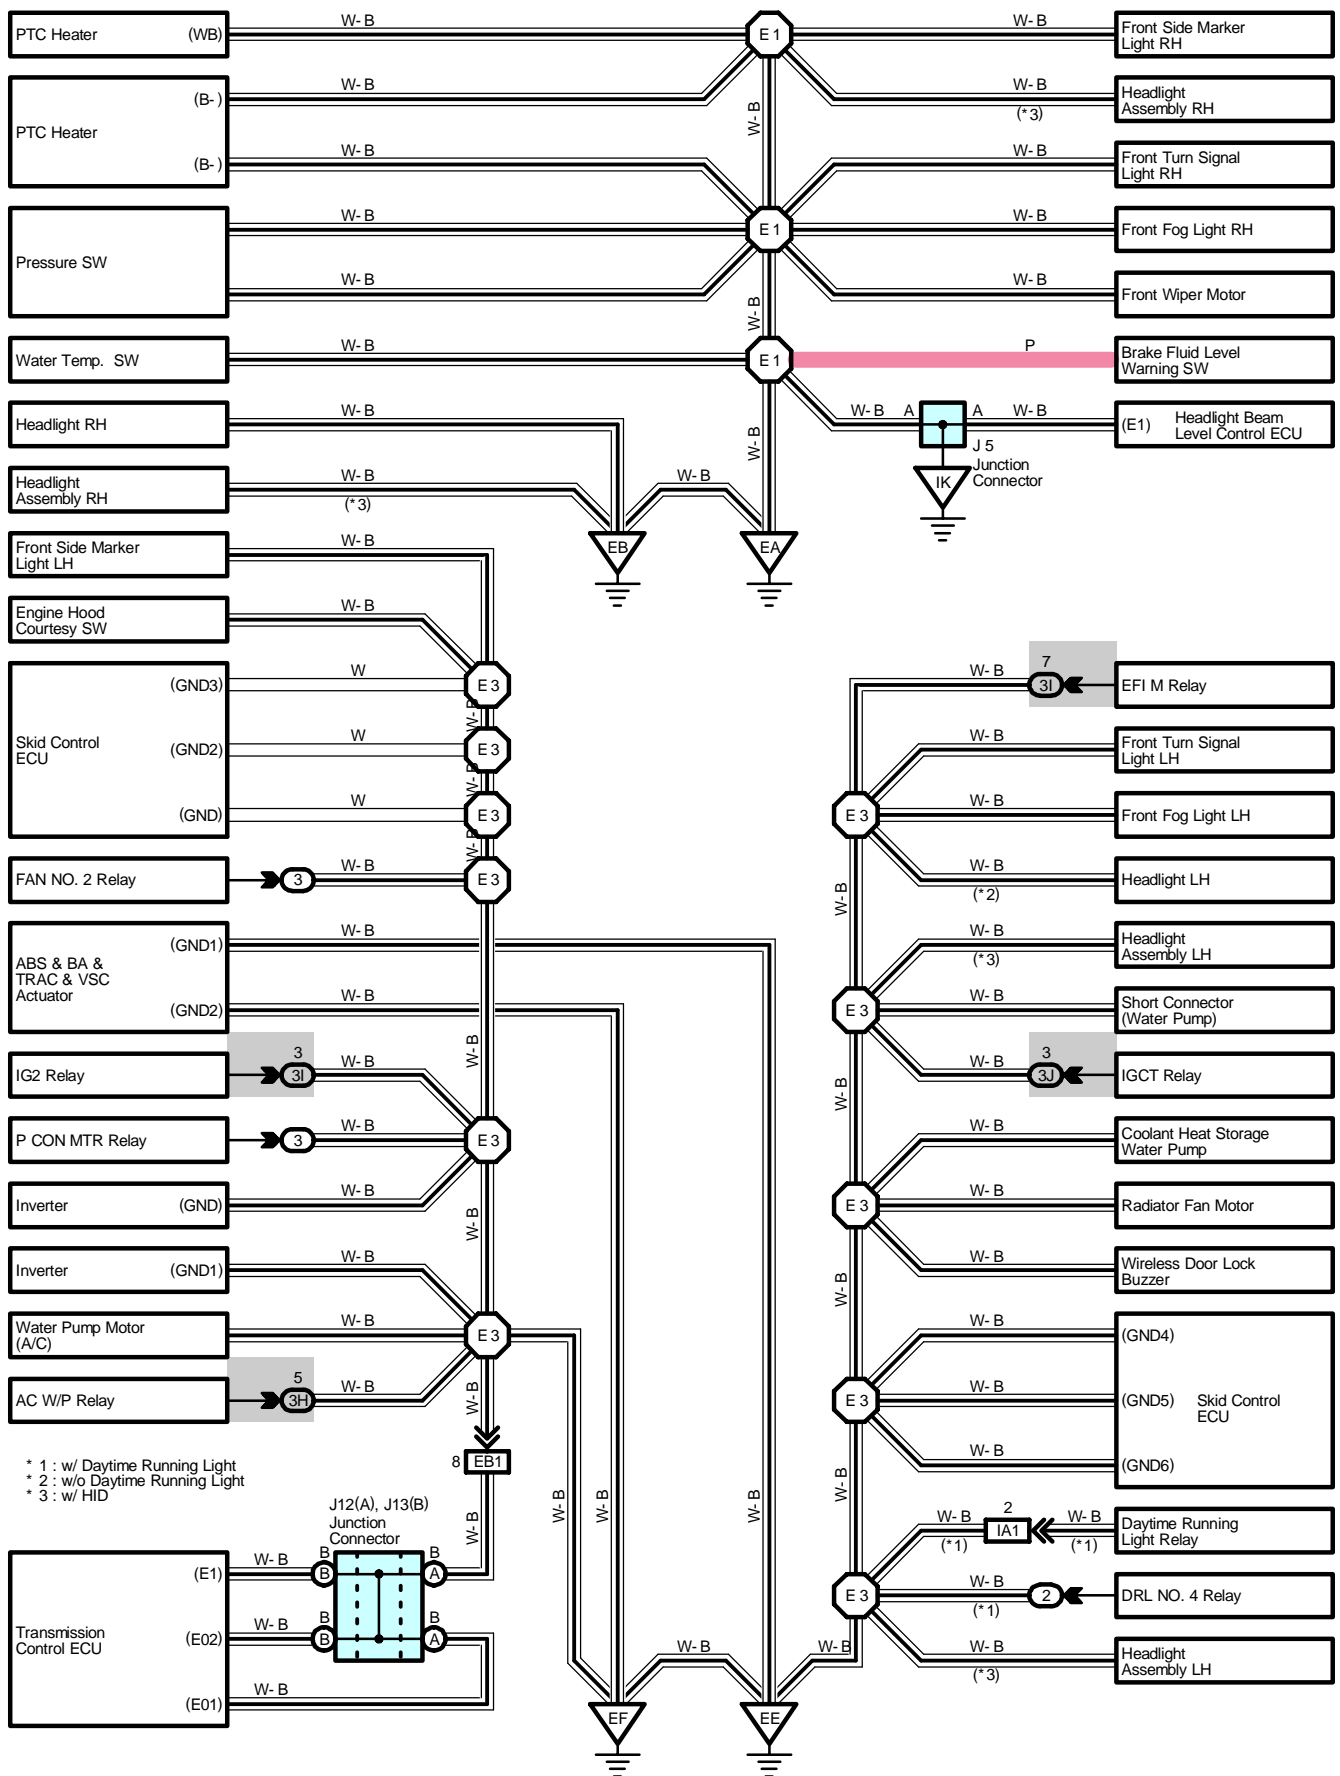 PTC Heater (WB) W-B E1 W-B Front Side Marker
Light RH
(B-) W-B W-B Headlight
Assembly RH
(*3)
W-B
PTC Heater
(B-) W-B W-B Front Turn Signal
Light RH
W-B E1 W-B Front Fog Light RH
Pressure SW
W-B W-B Front Wiper Motor
W-B
Water Temp. SW W-B E1 P Brake Fluid Level
Warning SW
Headlight RH W-B W-B A A W-B (E1) Headlight Beam
Level Control ECU
J 5
Junction
Connector
IK
W-B
Headlight
Assembly RH W-B W-B
(*3)
Front Side Marker
Light LH W-B EB EA
Engine Hood
Courtesy SW W-B
(GND3) W E3 W-B 7 3I EFI M Relay
W-B
Skid Control
ECU (GND2) W E3 W-B Front Turn Signal
Light LH
W-B
(GND) W E3 E3 W-B Front Fog Light LH
W-B
FAN NO. 2 Relay 3 W-B E3 W-B Headlight LH
(*2)
W-B
(GND1) W-B W-B Headlight
Assembly LH
(*3)
ABS & BA &
TRAC & VSC
Actuator
(GND2) W-B E3 W-B Short Connector
(Water Pump)
W-B
IG2 Relay 3 3I W-B W-B 3 3J IGCT Relay
W-B
P CON MTR Relay 3 W-B E3 W-B Coolant Heat Storage
Water Pump
Inverter (GND) W-B E3 W-B Radiator Fan Motor
W-B
Inverter (GND1) W-B W-B Wireless Door Lock
Buzzer
W-B
Water Pump Motor
(A/C) W-B E3 W-B (GND4)
AC W/P Relay 5 3H W-B E3 W-B (GND5) Skid Control
ECU
W-B
W-B (GND6)
8 EB1
W-B
* 1 : w/ Daytime Running Light
* 2 : w/o Daytime Running Light
* 3 : w/ HID
J12(A), J13(B)
Junction
Connector
W-B
W-B
W-B
W-B
W-B (*1) 2 IA1 W-B (*1) Daytime Running
Light Relay
(E1) W-B B B B A
E3 W-B (*1) 2 DRL NO. 4 Relay
Transmission
Control ECU (E02) W-B B B B A
W-B W-B W-B (*3) Headlight
Assembly LH
(E01) W-B
EF EE